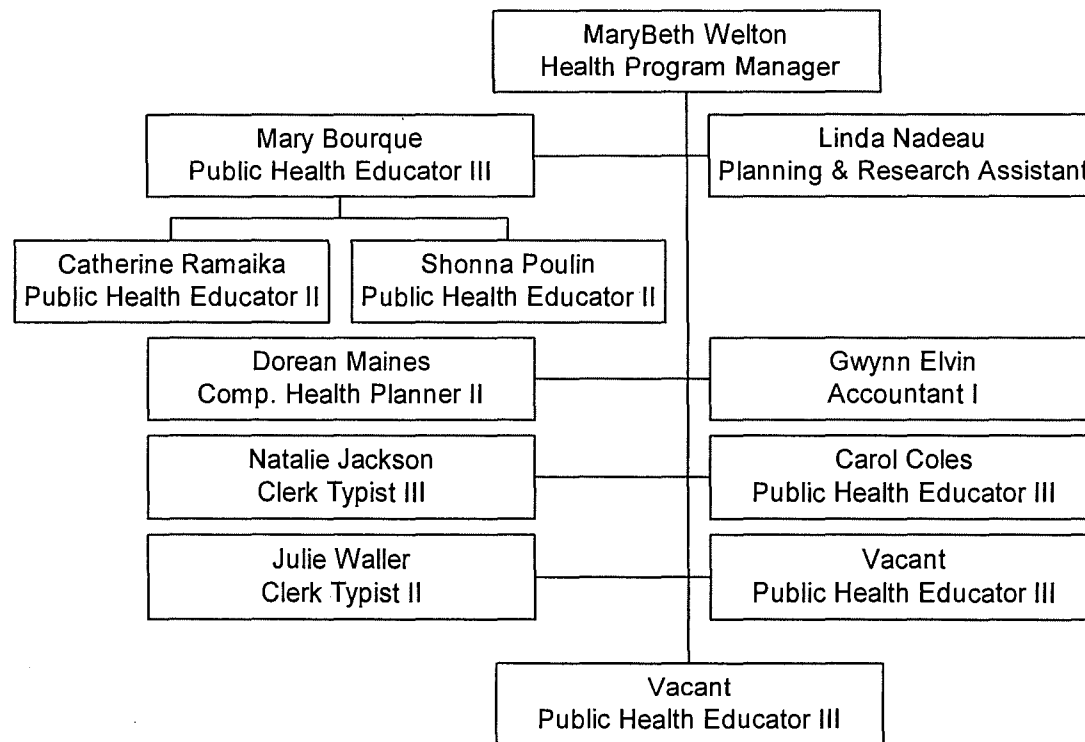 MaryBeth Welton
Health Program Manager
Mary Bourque
Public Health Educator III
Linda Nadeau
Planning & Research Assistant
Catherine Ramaika
Public Health Educator II
Shonna Poulin
Public Health Educator II
Dorean Maines
Comp. Health Planner II
Gwynn Elvin
Accountant I
Natalie Jackson
Clerk Typist III
Carol Coles
Public Health Educator III
Julie Waller
Clerk Typist II
Vacant
Public Health Educator III
Vacant
Public Health Educator III